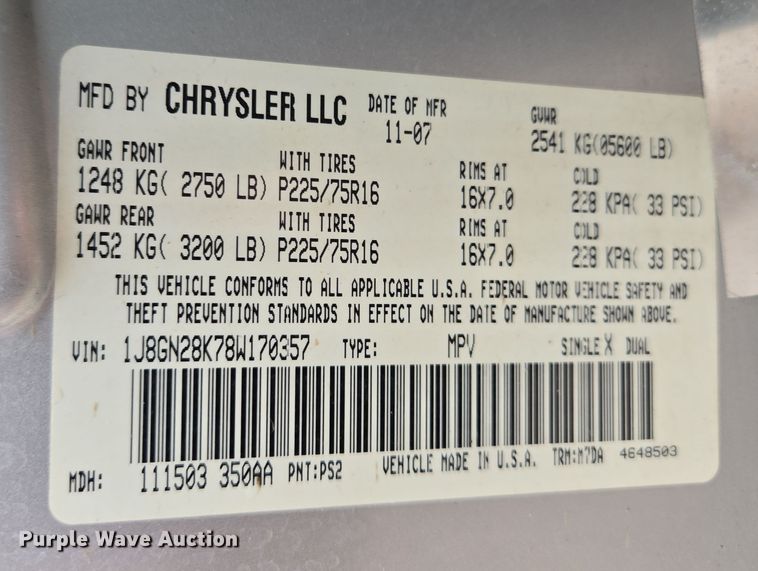 MFD BY CHRYSLER LLC DATE OF MFR GVWR
11-07 2541 KG(05600 LB)
GAWR FRONT WITH TIRES RIMS AT COLD
1248 KG( 2750 LB) P225/75R16 16X7.0 228 KPA( 33 PSI)
GAWR REAR WITH TIRES RIMS AT COLD
1452 KG( 3200 LB) P225/75R16 16X7.0 228 KPA( 33 PSI)
THIS VEHICLE CONFORMS TO ALL APPLICABLE U.S.A. FEDERAL MOTOR VEHICLE SAFETY AND
THEFT PREVENTION STANDARDS IN EFFECT ON THE DATE OF MANUFACTURE SHOWN ABOVE.
VIN: 1J8GN28K78W170357 TYPE: MPV SINGLE X DUAL
MDH: 111503 350AA PNT:PS2 VEHICLE MADE IN U.S.A. TRM:M7DA 4648503
Purple Wave Auction